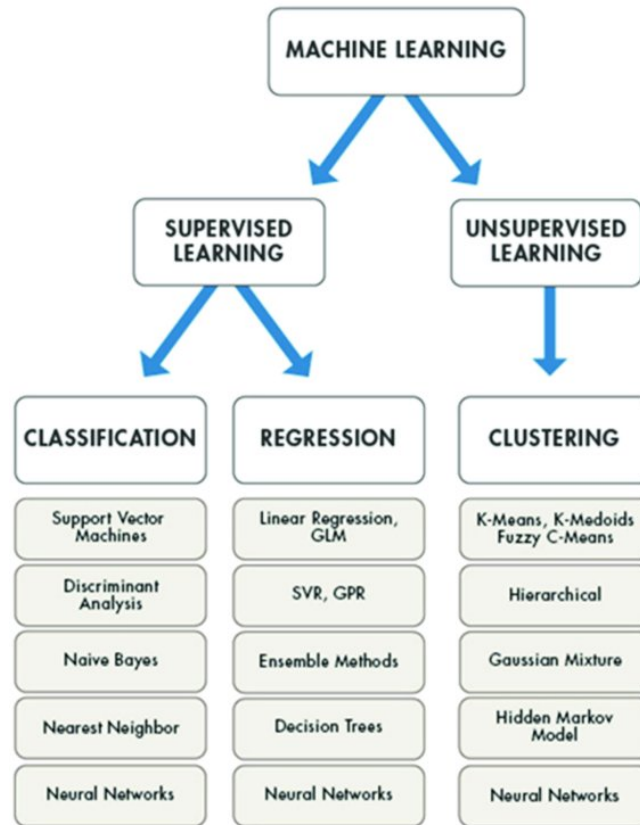 MACHINE LEARNING
SUPERVISED
LEARNING
UNSUPERVISED
LEARNING
CLASSIFICATION
Support Vector
Machines
Discriminant
Analysis
Naive Bayes
Nearest Neighbor
Neural Networks
REGRESSION
Linear Regression,
GLM
SVR, GPR
Ensemble Methods
Decision Trees
Neural Networks
CLUSTERING
K-Means, K-Medoids
Fuzzy C-Means
Hierarchical
Gaussian Mixture
Hidden Markov
Model
Neural Networks